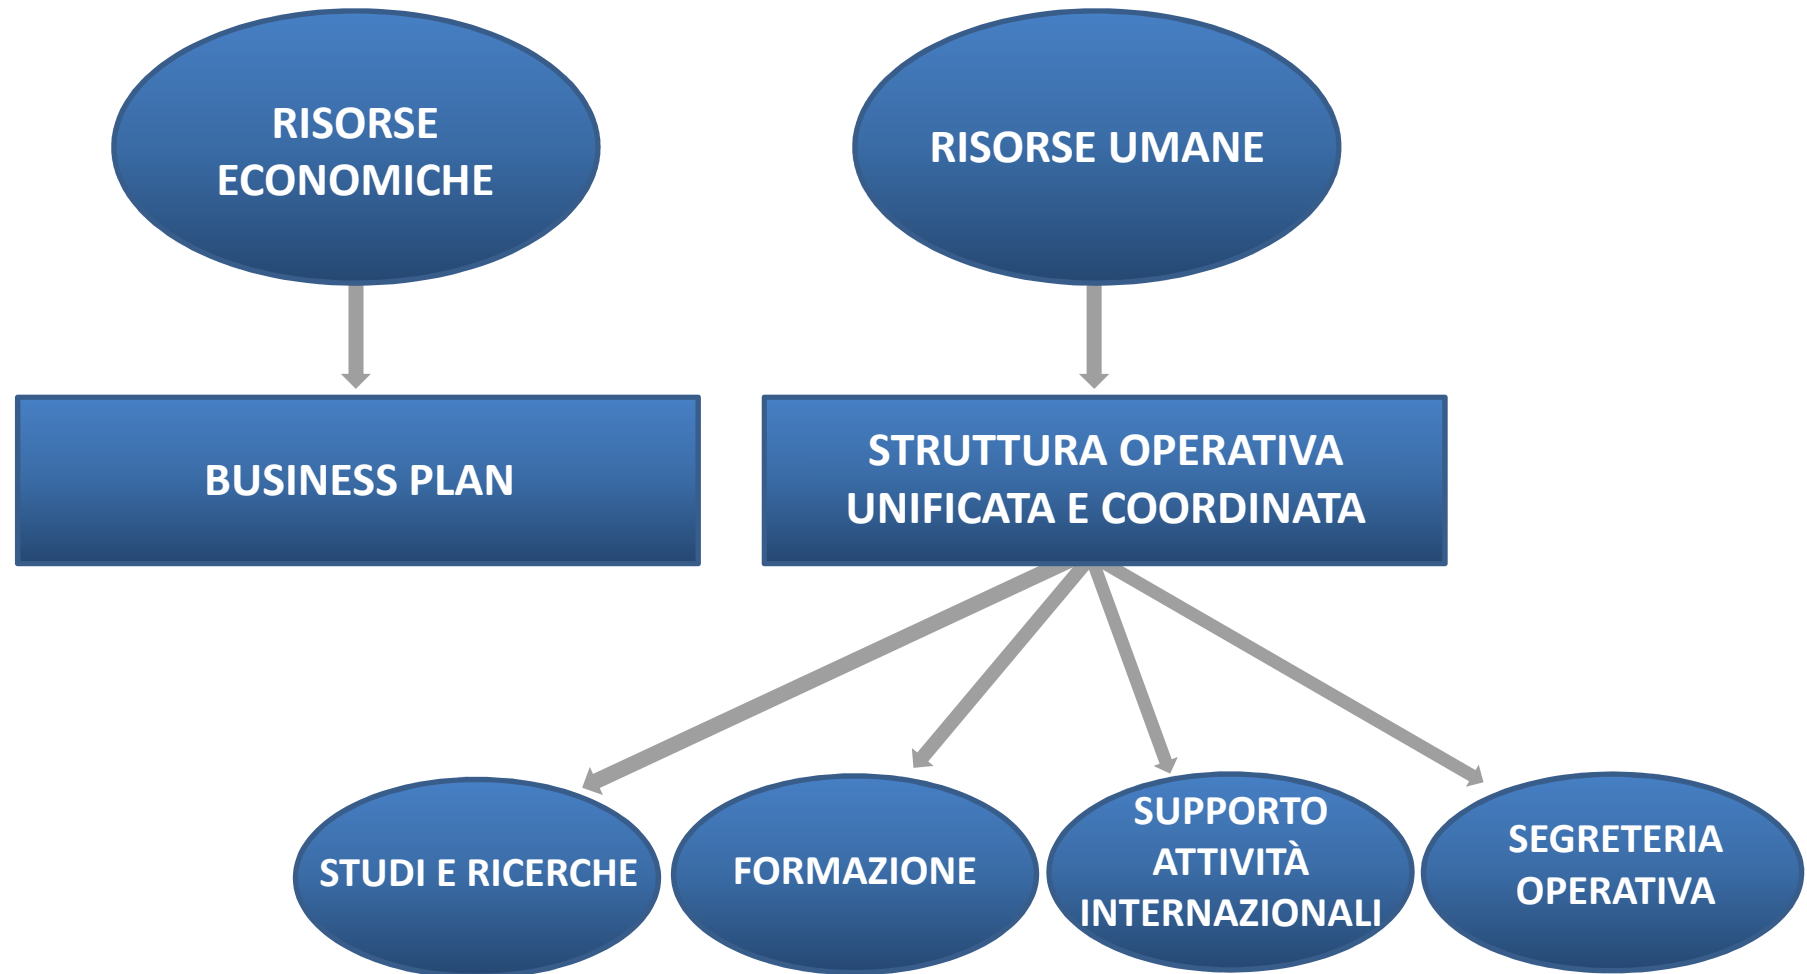 RISORSE
ECONOMICHE
RISORSE UMANE
BUSINESS PLAN
STRUTTURA OPERATIVA
UNIFICATA E COORDINATA
STUDI E RICERCHE
FORMAZIONE
SUPPORTO
ATTIVITÀ
INTERNAZIONALI
SEGRETERIA
OPERATIVA